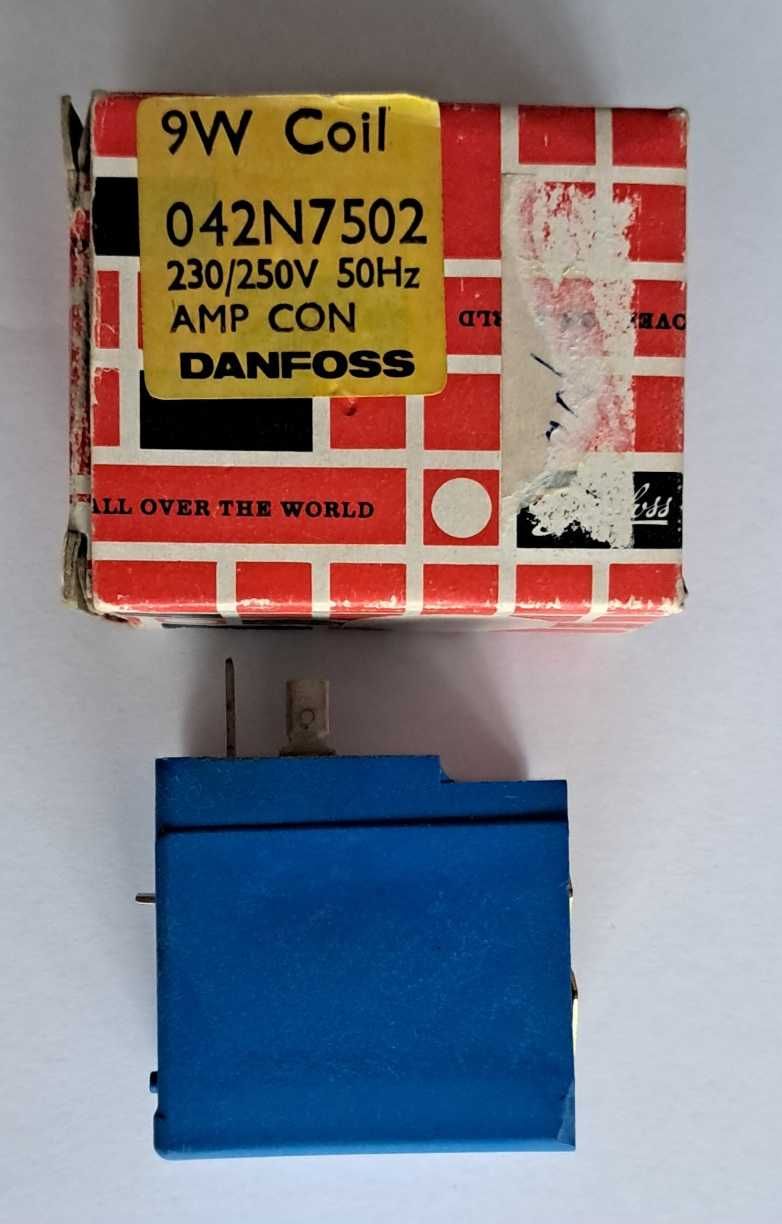 9W Coil
042N7502
230/250V 50Hz
AMP CON
DANFOSS
ALL OVER THE WORLD